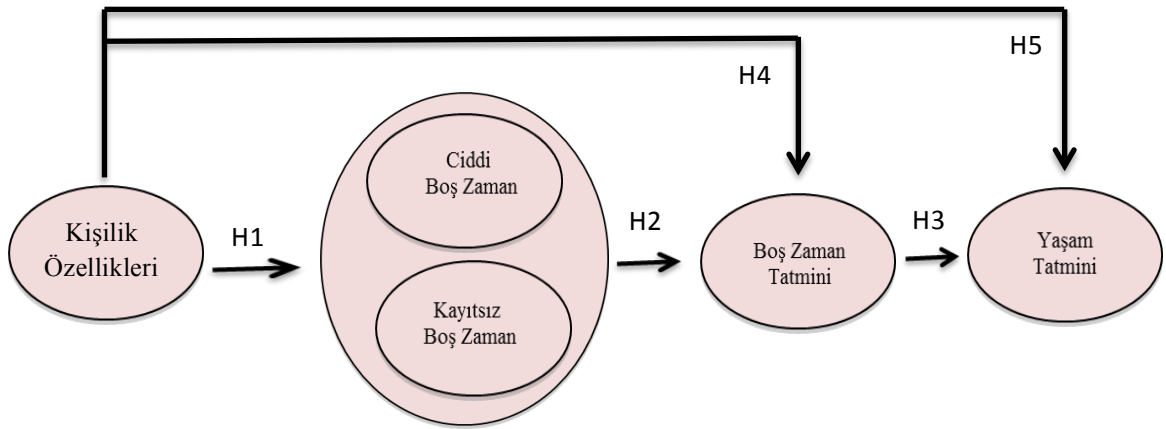 H5
H4
Ciddi
Boş Zaman
Kişilik
Özellikleri
H1
H2
H3
Boş Zaman
Tatmini
Yaşam
Tatmini
Kayıtsız
Boş Zaman